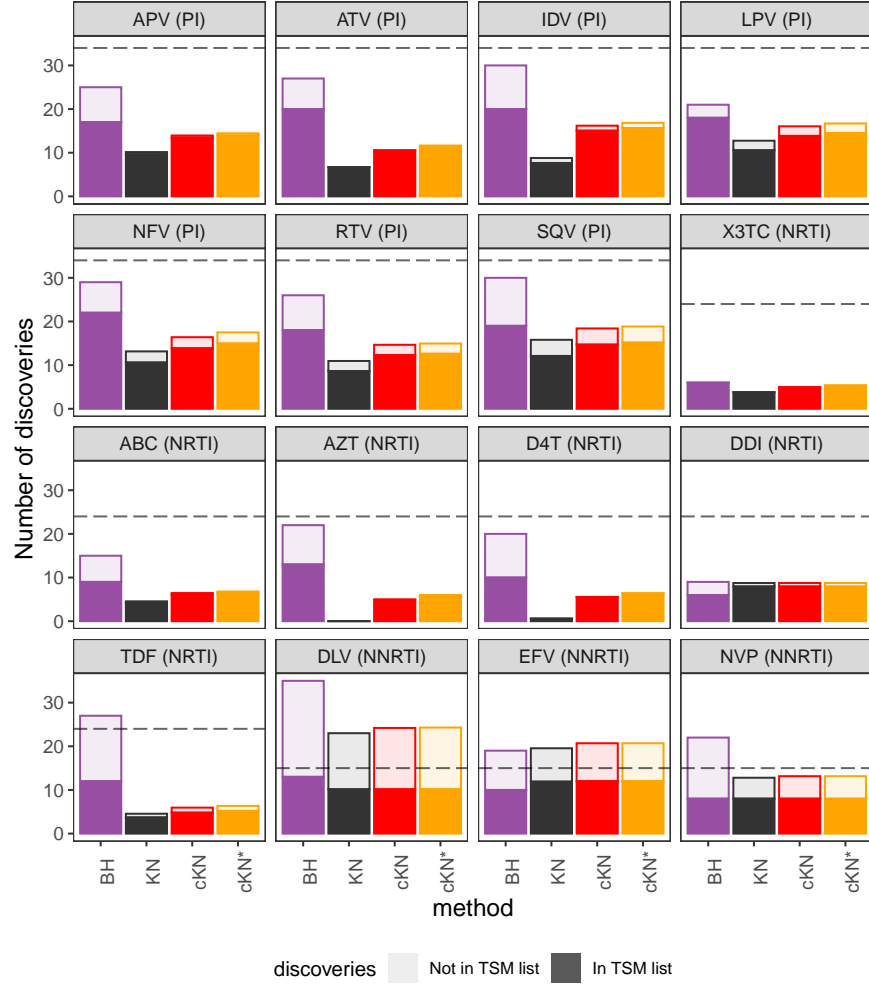 APV (PI) ATV (PI) IDV (PI) LPV (PI)
30
20
10
0
NFV (PI) RTV (PI) SQV (PI) X3TC (NRTI)
30
20
10
0
ABC (NRTI) AZT (NRTI) D4T (NRTI) DDI (NRTI)
30
20
10
0
TDF (NRTI) DLV (NNRTI) EFV (NNRTI) NVP (NNRTI)
30
20
10
0
Number of discoveries
BH KN cKN cKN* BH KN cKN cKN* BH KN cKN cKN* BH KN cKN cKN*
method
discoveries Not in TSM list In TSM list